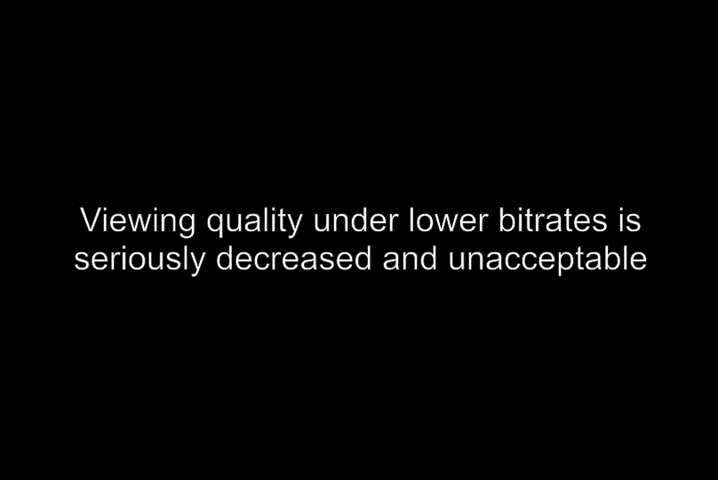 Viewing quality under lower bitrates is
seriously decreased and unacceptable